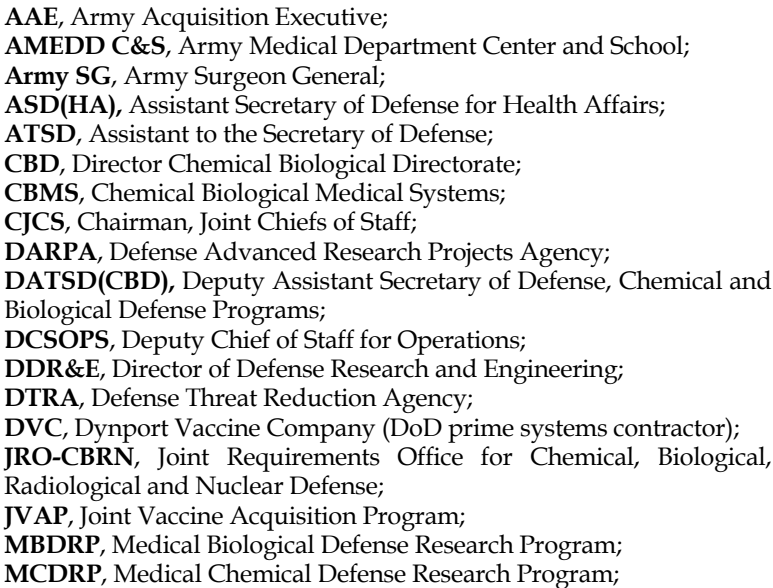 AAE, Army Acquisition Executive;
AMEDD C&S, Army Medical Department Center and School;
Army SG, Army Surgeon General;
ASD(HA), Assistant Secretary of Defense for Health Affairs;
ATSD, Assistant to the Secretary of Defense;
CBD, Director Chemical Biological Directorate;
CBMS, Chemical Biological Medical Systems;
CJCS, Chairman, Joint Chiefs of Staff;
DARPA, Defense Advanced Research Projects Agency;
DATSD(CBD), Deputy Assistant Secretary of Defense, Chemical and
Biological Defense Programs;
DCSOPS, Deputy Chief of Staff for Operations;
DDR&E, Director of Defense Research and Engineering;
DTRA, Defense Threat Reduction Agency;
DVC, Dynport Vaccine Company (DoD prime systems contractor);
JRO-CBRN, Joint Requirements Office for Chemical, Biological,
Radiological and Nuclear Defense;
JVAP, Joint Vaccine Acquisition Program;
MBDRP, Medical Biological Defense Research Program;
MCDRP, Medical Chemical Defense Research Program;